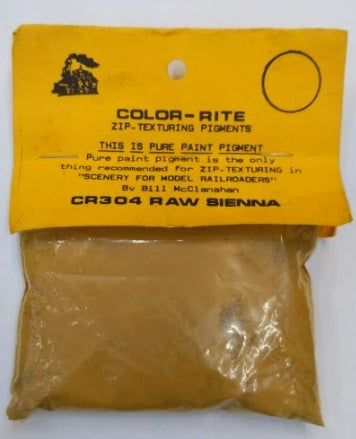 COLOR-RITE
ZIP-TEXTURING PIGMENTS
THIS IS PURE PAINT PIGMENT
Pure paint pigment is the only
thing recommended for ZIP-TEXTURING in
"SCENERY FOR MODEL RAILROADERS"
By Bill McClanahan
CR304 RAW SIENNA